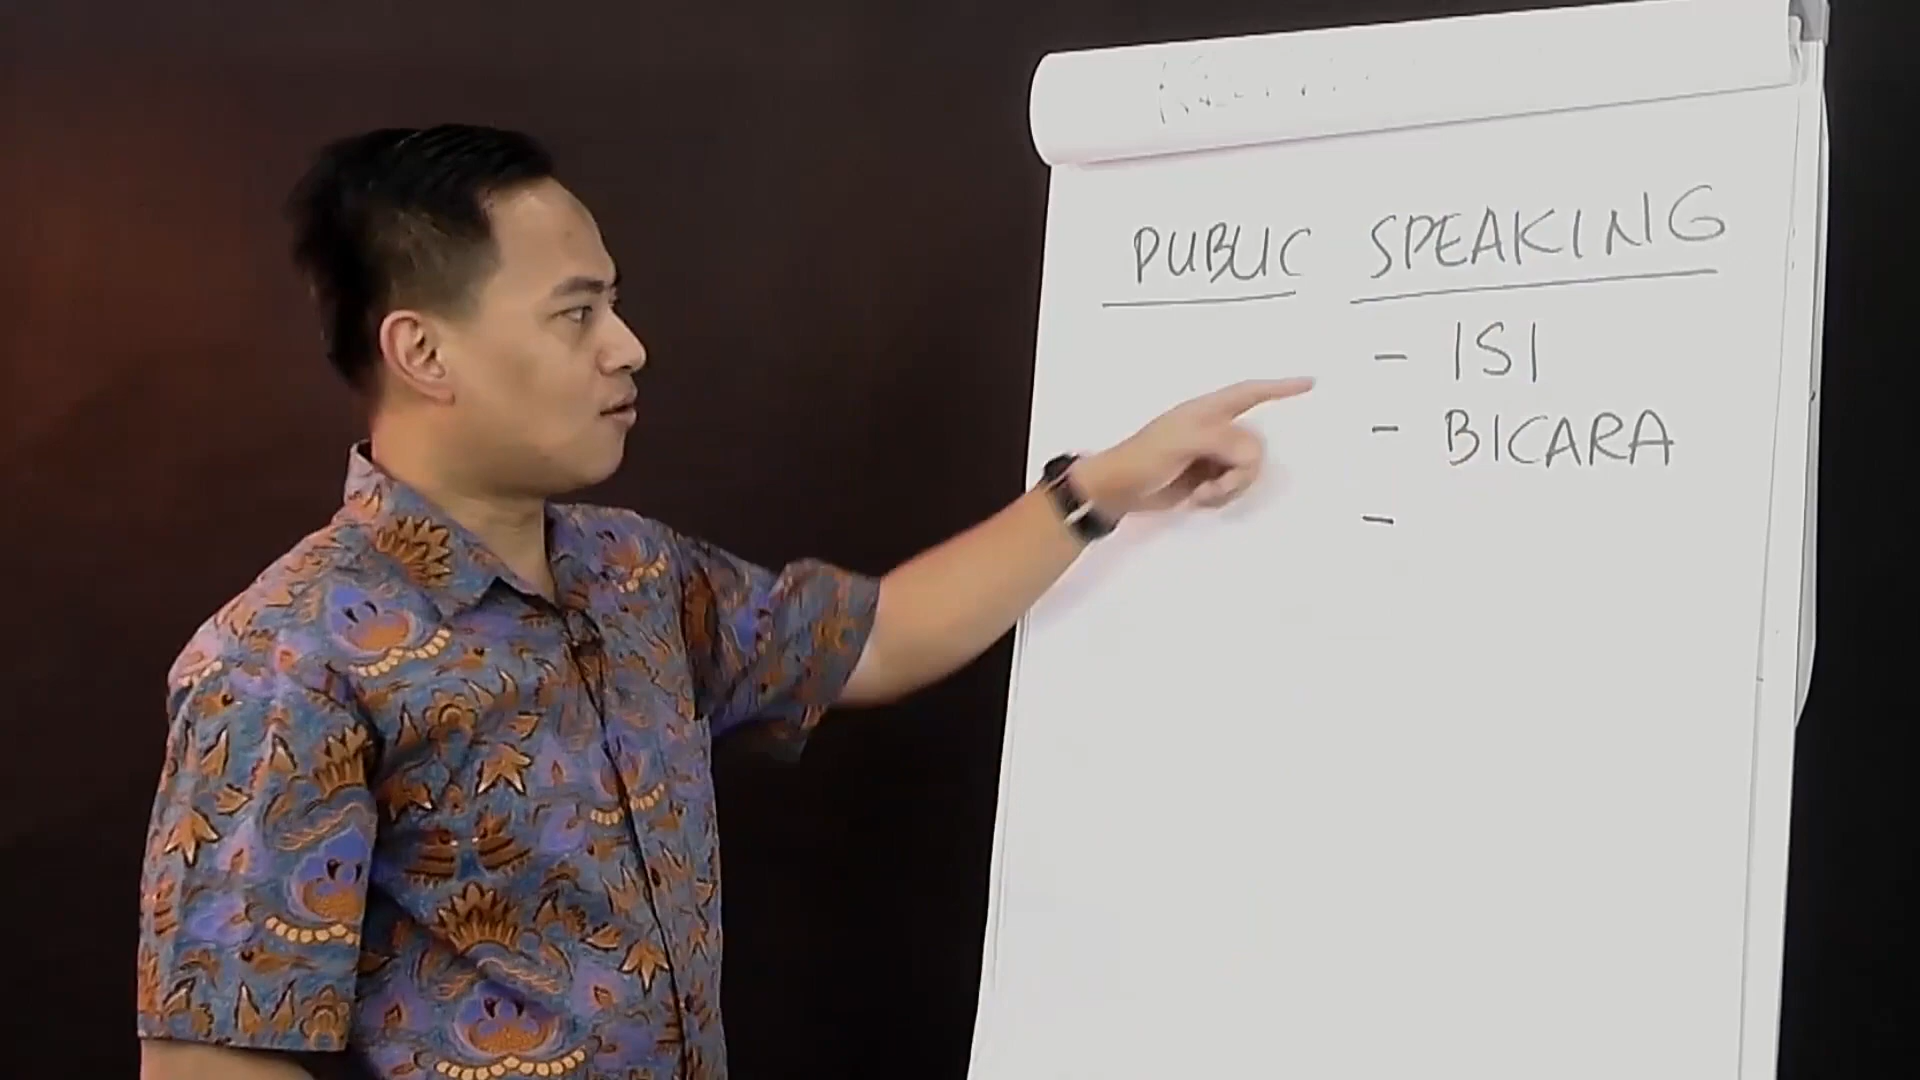 PUBLIC SPEAKING
- ISI
- BICARA
-